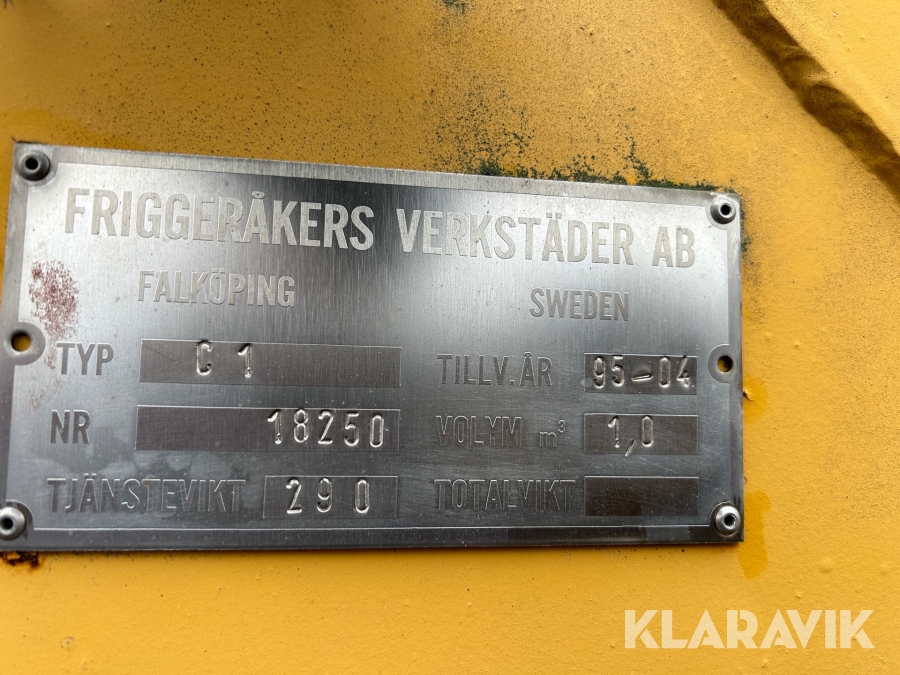 FRIGGERÅKERS VERKSTÄDER AB
FALKÖPING SWEDEN
TYP C 1 TILLV.ÅR 95-04
NR 18250 VOLYM m³ 1,0
TJÄNSTEVIKT 290 TOTALVIKT
KLARAVIK